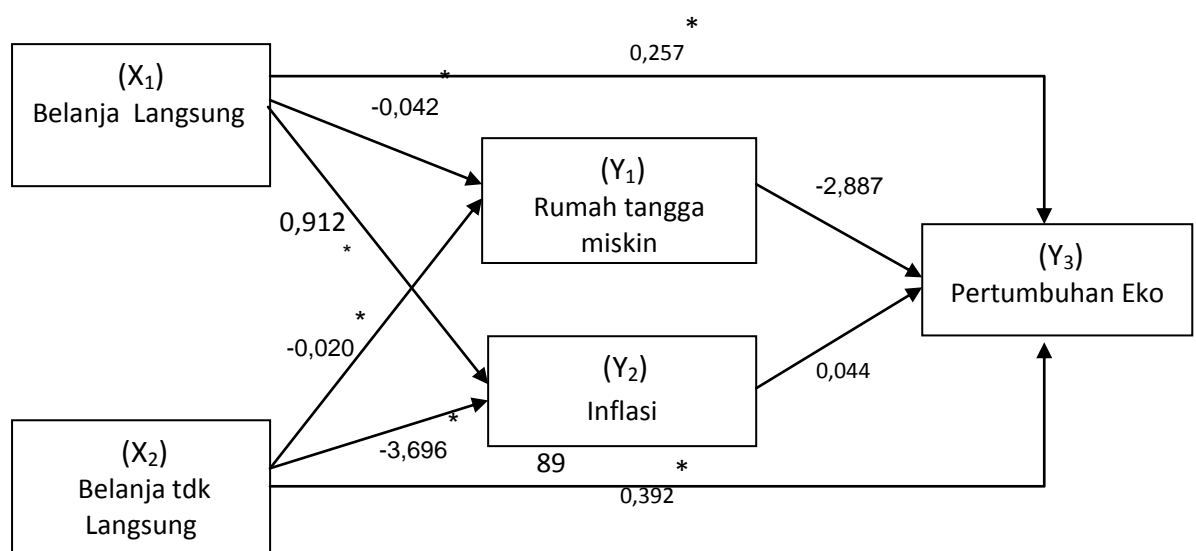 *
0,257
(X₁)
Belanja Langsung
*
-0,042
(Y₁)
Rumah tangga
miskin
-2,887
0,912
*
(Y₃)
Pertumbuhan Eko
*
-0,020
(Y₂)
Inflasi
0,044
(X₂)
Belanja tdk
Langsung
*
-3,696
89
*
0,392